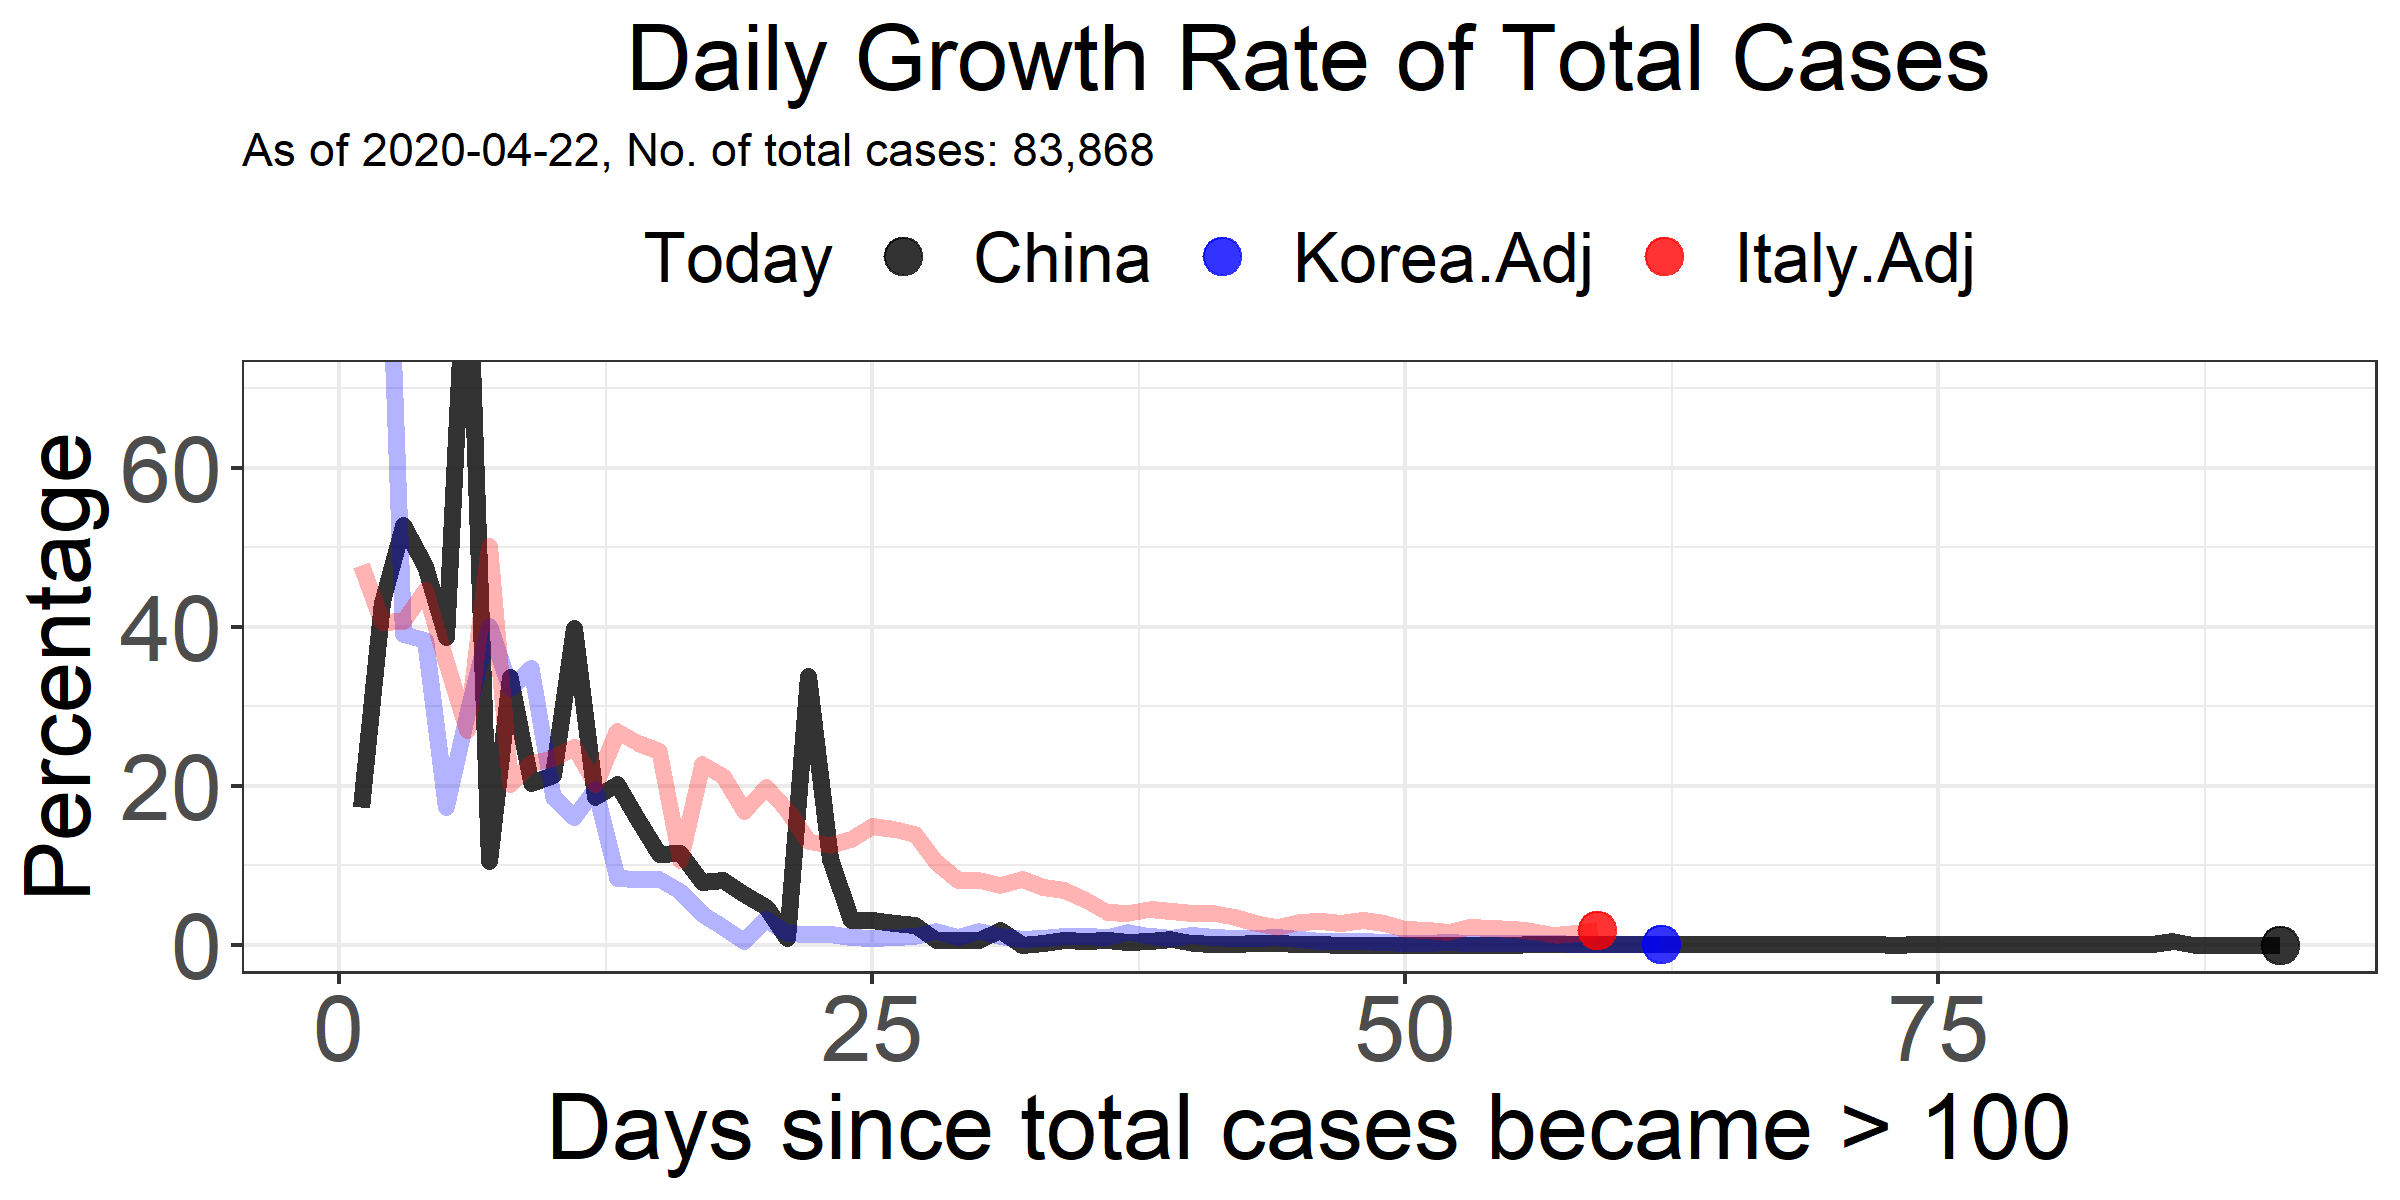 Daily Growth Rate of Total Cases
As of 2020-04-22, No. of total cases: 83,868
Today China Korea.Adj Italy.Adj
Percentage
60
40
20
0
0 25 50 75
Days since total cases became > 100